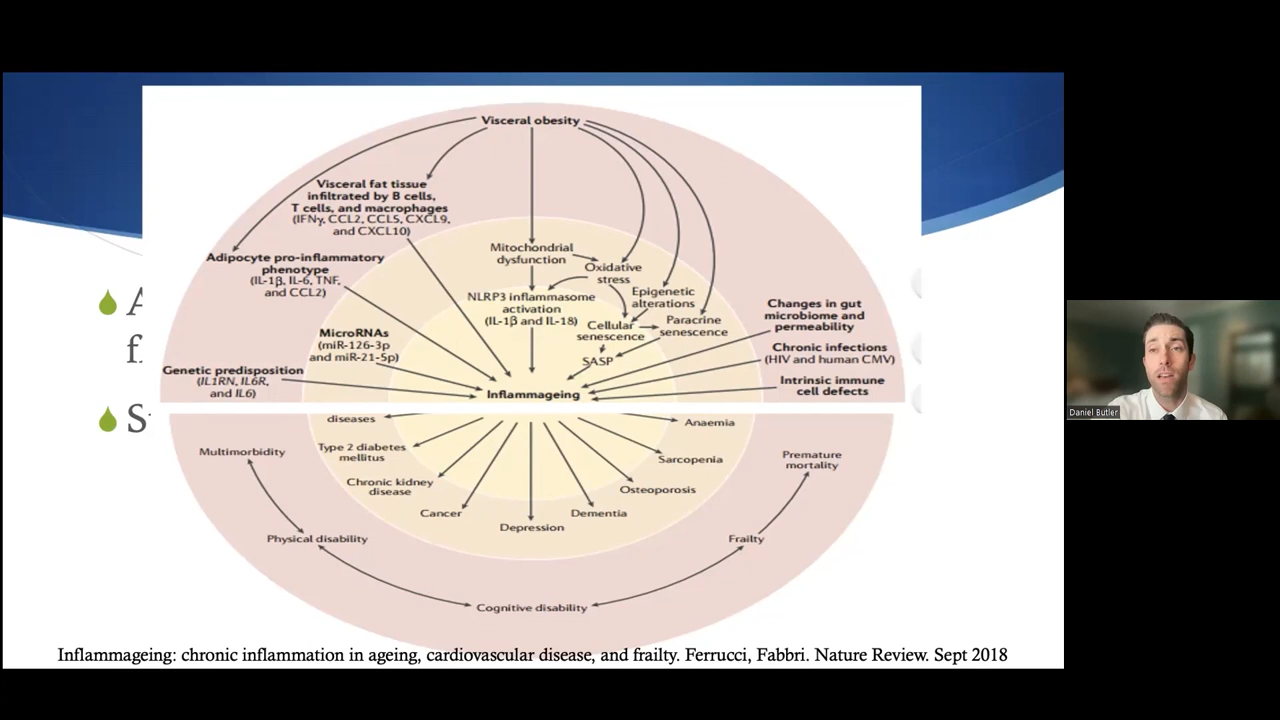 Visceral obesity
Visceral fat tissue
infiltrated by B cells,
T cells, and macrophages
(IFNγ, CCL2, CCL5, CXCL9,
and CXCL10)
Adipocyte pro-inflammatory
phenotype
(IL-1β, IL-6, TNF,
and CCL2)
MicroRNAs
(miR-126-3p
and miR-21-5p)
Genetic predisposition
(IL1RN, IL6R,
and IL6)
Mitochondrial
dysfunction
Oxidative
stress
NLRP3 inflammasome
activation
(IL-1β and IL-18)
Epigenetic
alterations
Cellular
senescence
Paracrine
senescence
SASP
Changes in gut
microbiome and
permeability
Chronic infections
(HIV and human CMV)
Intrinsic immune
cell defects
Inflammageing
diseases
Type 2 diabetes
mellitus
Chronic kidney
disease
Cancer
Depression
Dementia
Osteoporosis
Sarcopenia
Anaemia
Multimorbidity
Physical disability
Cognitive disability
Frailty
Premature
mortality
Inflammageing: chronic inflammation in ageing, cardiovascular disease, and frailty. Ferrucci, Fabbri. Nature Review. Sept 2018
Daniel Butler